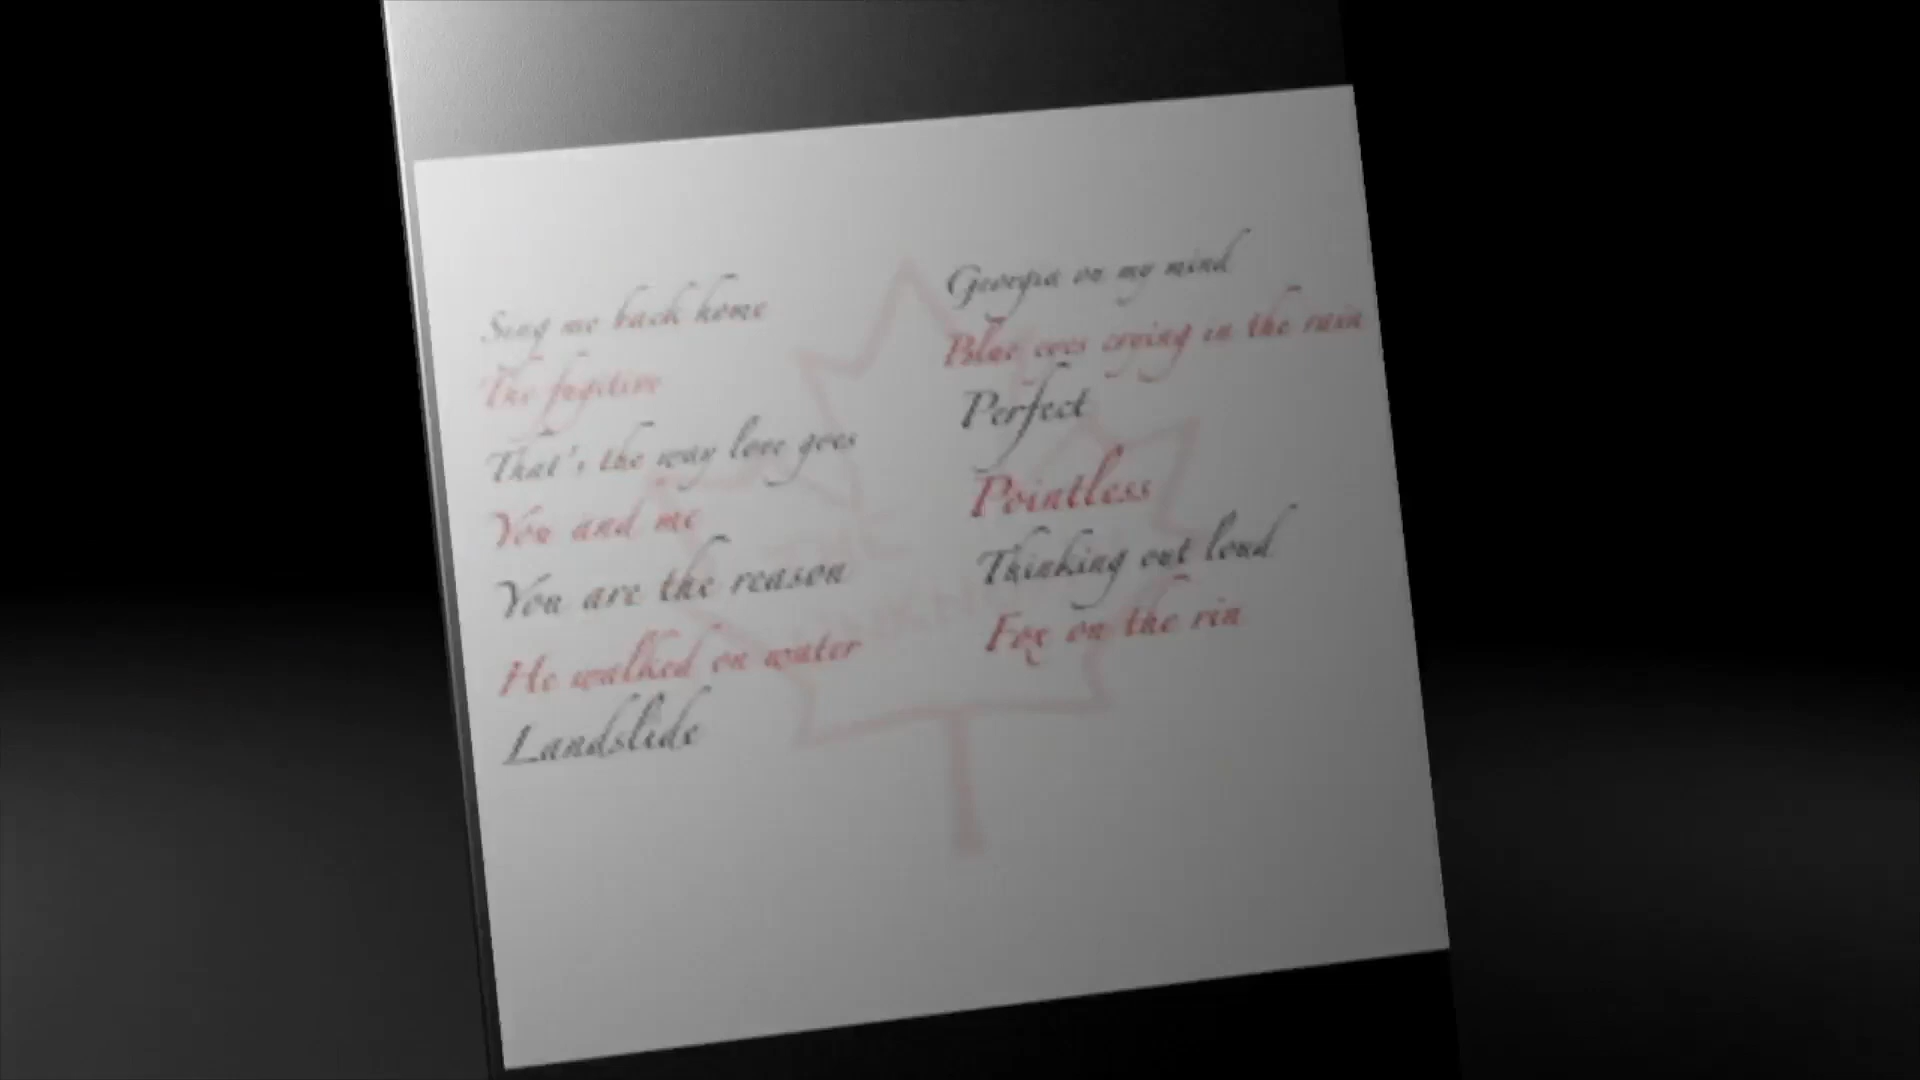 Sing me back home
The fugitive
That's the way love goes
You and me
You are the reason
He walked on water
Landslide
Georgia on my mind
Blue eyes crying in the rain
Perfect
Pointless
Thinking out loud
Fox on the rin